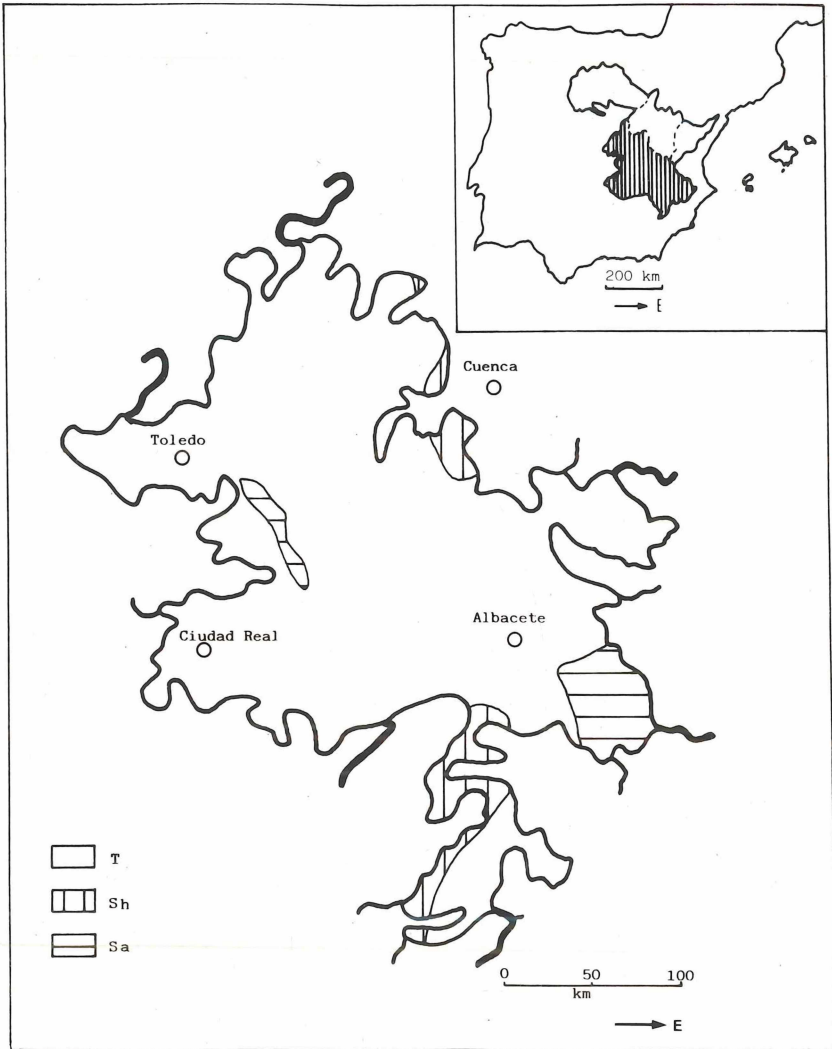 200 km
E
Cuenca
Toledo
Albacete
Ciudad Real
T
Sh
Sa
0 50 100
km
E